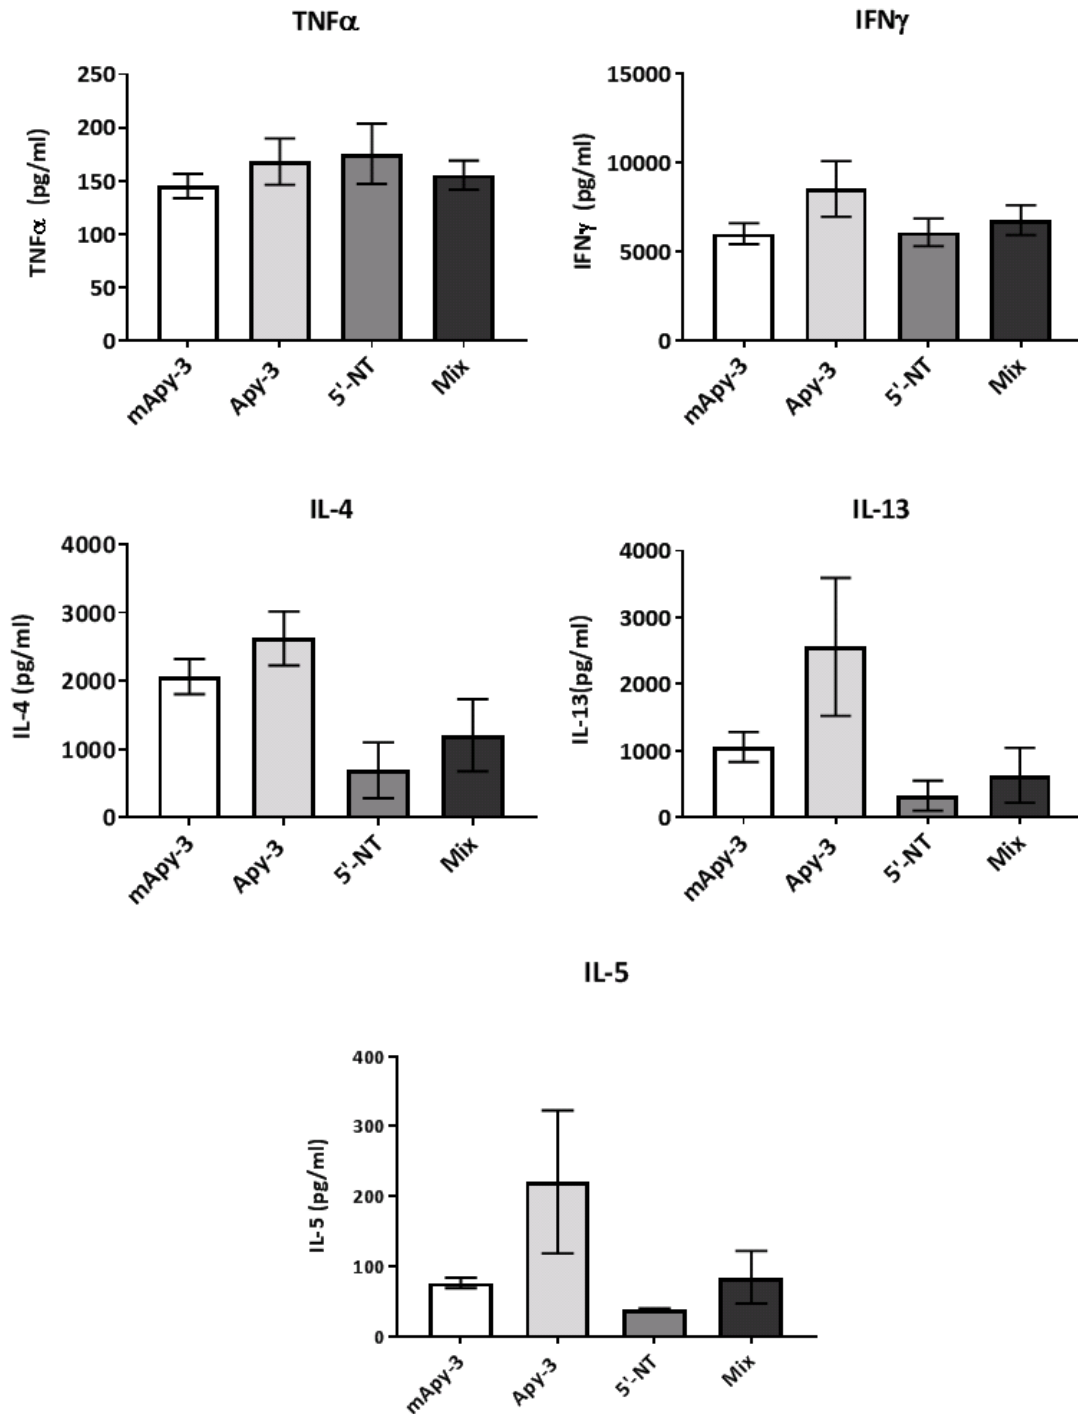 TNFα
IFNγ
TNFα (pg/ml)
250
200
150
100
50
0
mApy-3
Apy-3
5'-NT
Mix
IFNγ (pg/ml)
15000
10000
5000
0
mApy-3
Apy-3
5'-NT
Mix
IL-4
IL-13
IL-4 (pg/ml)
4000
3000
2000
1000
0
mApy-3
Apy-3
5'-NT
Mix
IL-13(pg/ml)
4000
3000
2000
1000
0
mApy-3
Apy-3
5'-NT
Mix
IL-5
IL-5 (pg/ml)
400
300
200
100
0
mApy-3
Apy-3
5'-NT
Mix